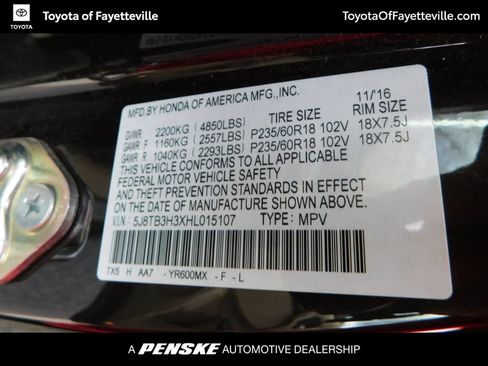 Toyota of Fayetteville
ToyotaOfFayetteville.com
TOYOTA
MFD.BY HONDA OF AMERICA MFG.,INC. 11/16
TIRE SIZE RIM SIZE
GVWR 2200KG (4850LBS)
GAWR F 1160KG (2557LBS) P235/60R18 102V 18X7.5J
GAWR R 1040KG (2293LBS) P235/60R18 102V 18X7.5J
THIS VEHICLE CONFORMS TO ALL APPLICABLE
FEDERAL MOTOR VEHICLE SAFETY
AND THEFT PREVENTION STANDARDS IN EFFECT
ON THE DATE OF MANUFACTURE SHOWN ABOVE.
VIN: 5J8TB3H3XHL015107 TYPE: MPV
TX5 H AA7 -YR600MX -F -L
A PENSKE AUTOMOTIVE DEALERSHIP